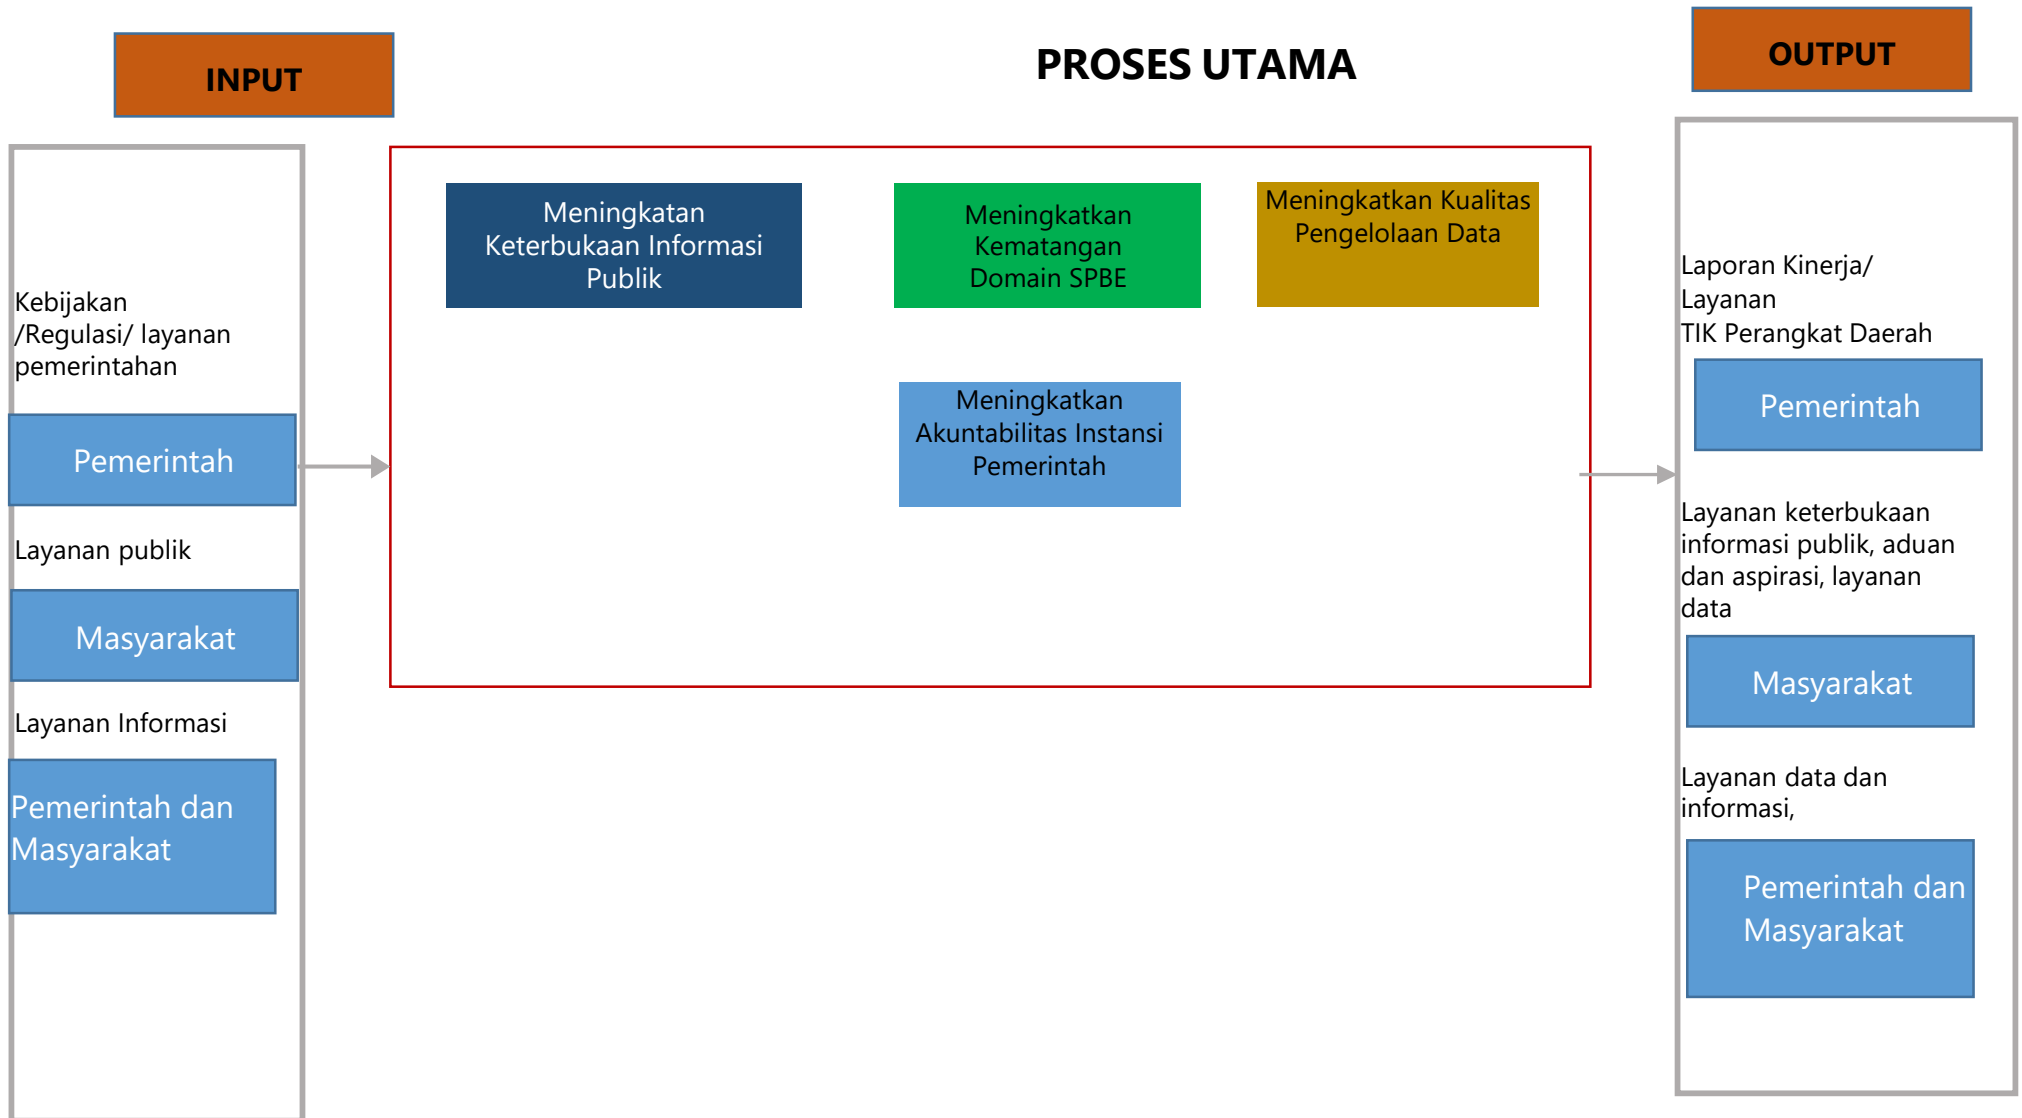 INPUT
PROSES UTAMA
OUTPUT
Kebijakan
/Regulasi/ layanan
pemerintahan
Pemerintah
Layanan publik
Masyarakat
Layanan Informasi
Pemerintah dan
Masyarakat
Meningkatan
Keterbukaan Informasi
Publik
Meningkatkan
Kematangan
Domain SPBE
Meningkatkan Kualitas
Pengelolaan Data
Meningkatkan
Akuntabilitas Instansi
Pemerintah
Laporan Kinerja/
Layanan
TIK Perangkat Daerah
Pemerintah
Layanan keterbukaan
informasi publik, aduan
dan aspirasi, layanan
data
Masyarakat
Layanan data dan
informasi,
Pemerintah dan
Masyarakat